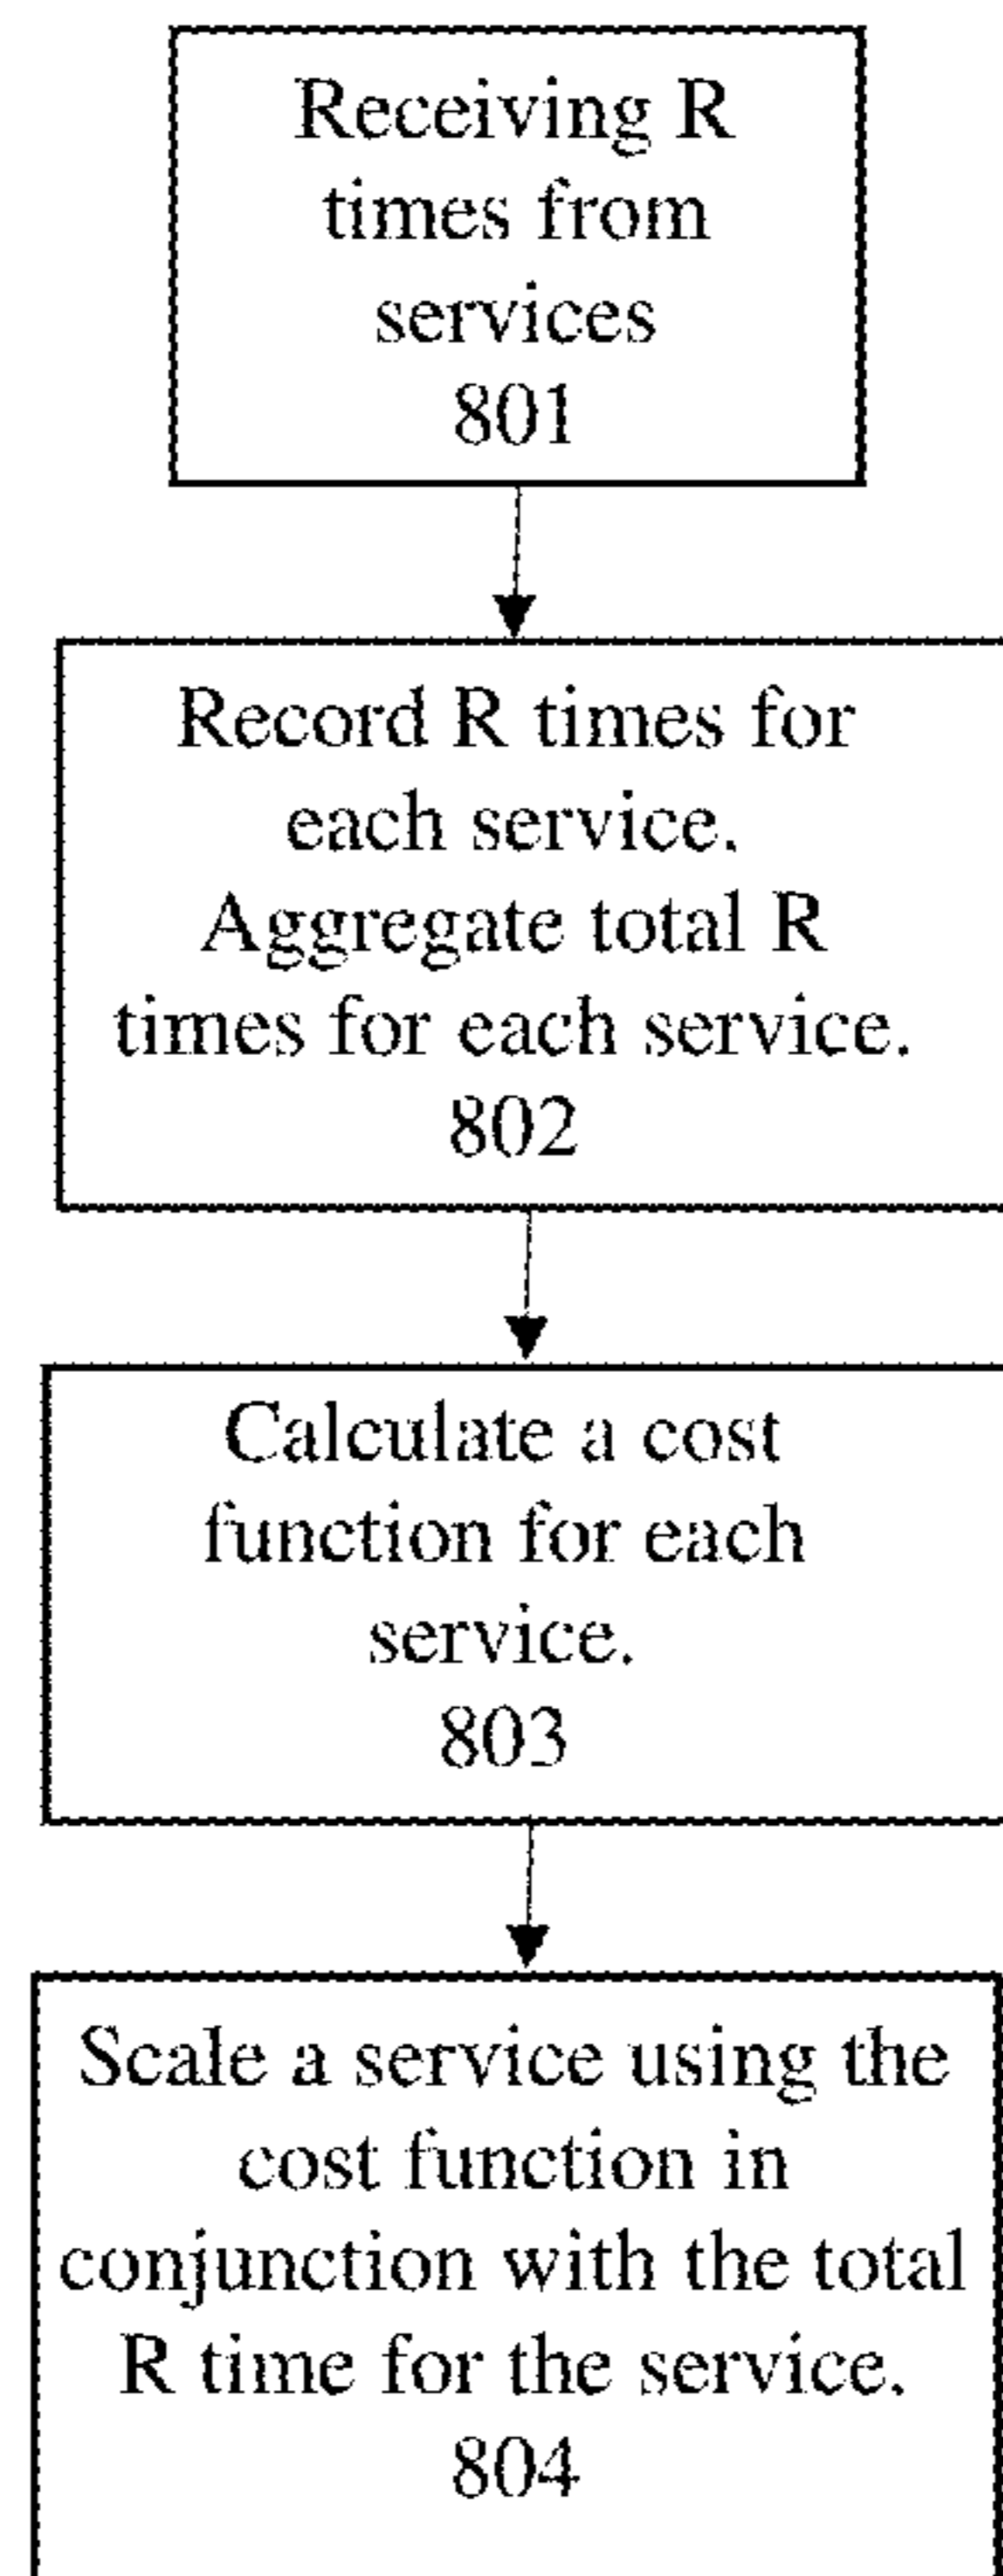 Receiving R
times from
services
801
Record R times for
each service.
Aggregate total R
times for each service.
802
Calculate a cost
function for each
service.
803
Scale a service using the
cost function in
conjunction with the total
R time for the service.
804